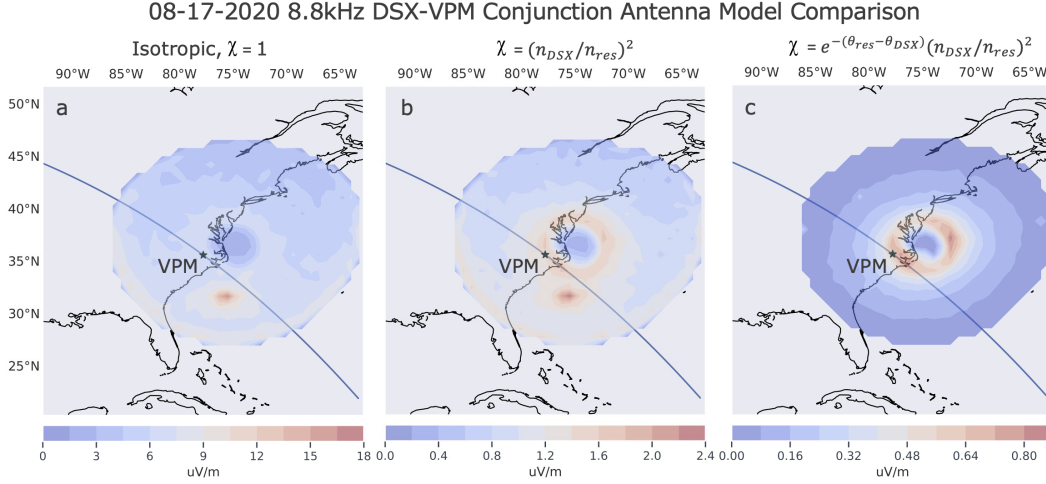 08-17-2020 8.8kHz DSX-VPM Conjunction Antenna Model Comparison
Isotropic, χ = 1
χ = (n_DSX/n_res)²
χ = e^−(θ_res−θ_DSX)(n_DSX/n_res)²
90°W 85°W 80°W 75°W 70°W 65°W
90°W 85°W 80°W 75°W 70°W 65°W
90°W 85°W 80°W 75°W 70°W 65°W
50°N
45°N
40°N
35°N
30°N
25°N
a
VPM
b
VPM
c
VPM
0 3 6 9 12 15 18
uV/m
0.0 0.4 0.8 1.2 1.6 2.0 2.4
uV/m
0.00 0.16 0.32 0.48 0.64 0.80
uV/m